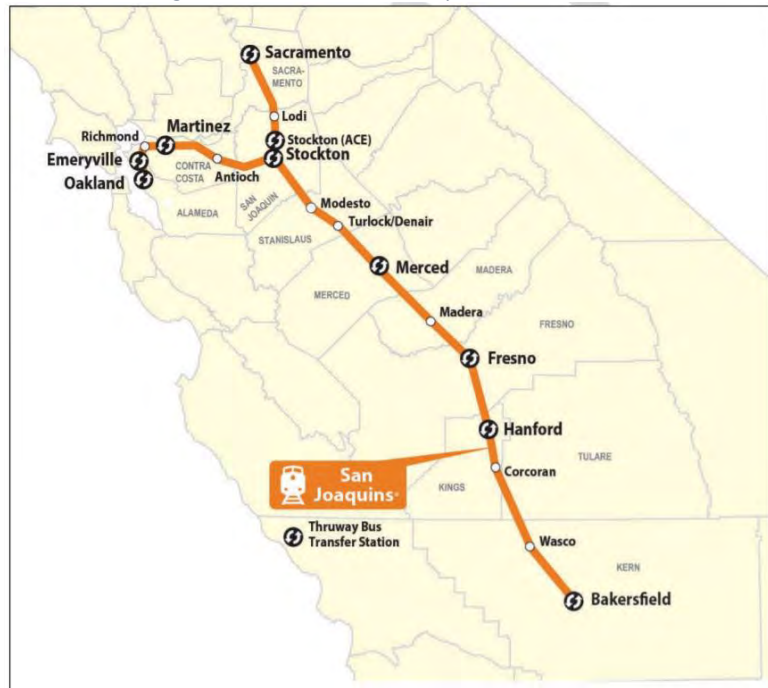 Sacramento
SACRA-
MENTO
Lodi
Richmond
Martinez
Stockton (ACE)
Stockton
Emeryville
CONTRA
COSTA
Antioch
Oakland
SAN
JOAQUIN
ALAMEDA
Modesto
Turlock/Denair
STANISLAUS
Merced
MADERA
MERCED
Madera
FRESNO
Fresno
Hanford
TULARE
San
Joaquins®
Corcoran
KINGS
Thruway Bus
Transfer Station
Wasco
KERN
Bakersfield